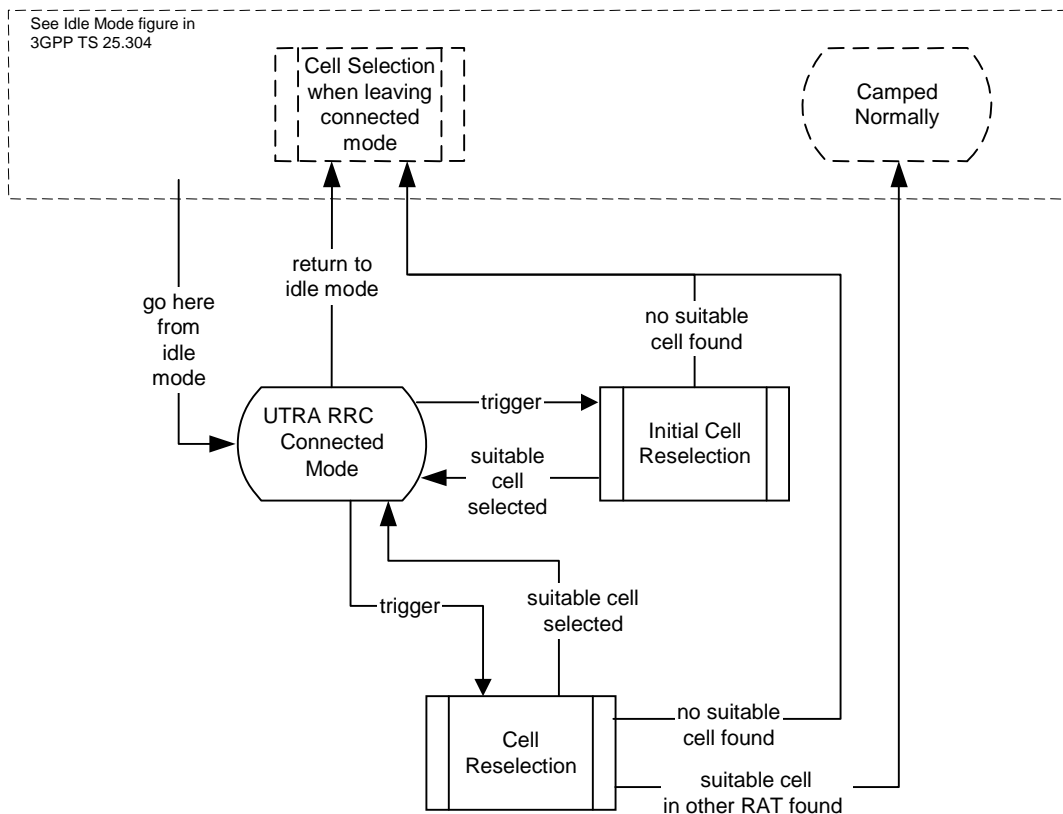 See Idle Mode figure in
3GPP TS 25.304
Cell Selection
when leaving
connected
mode
Camped
Normally
return to
idle mode
go here
from
idle
mode
no suitable
cell found
UTRA RRC
Connected
Mode
trigger
Initial Cell
Reselection
suitable
cell
selected
trigger
suitable cell
selected
Cell
Reselection
no suitable
cell found
suitable cell
in other RAT found